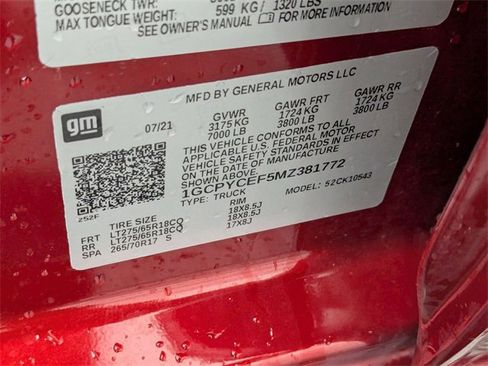 GOOSENECK TWR:
599 KG / 1320 LBS
MAX TONGUE WEIGHT:
SEE OWNER'S MANUAL
MFD BY GENERAL MOTORS LLC
gm
07/21
GVWR GAWR FRT GAWR RR
3175 KG 1724 KG 1724 KG
7000 LB 3800 LB 3800 LB
THIS VEHICLE CONFORMS TO ALL APPLICABLE
U.S. FEDERAL MOTOR VEHICLE SAFETY
STANDARDS IN EFFECT ON THE DATE OF MANUFACTURE
SHOWN ABOVE.
1GCPYCEF5MZ381772
TYPE: TRUCK MODEL: 52CK10543
252F
TIRE SIZE RIM
FRT LT275/65R18CQ 18X8.5J
RR LT275/65R18CQ 18X8.5J
SPA 265/70R17 S 17X8J